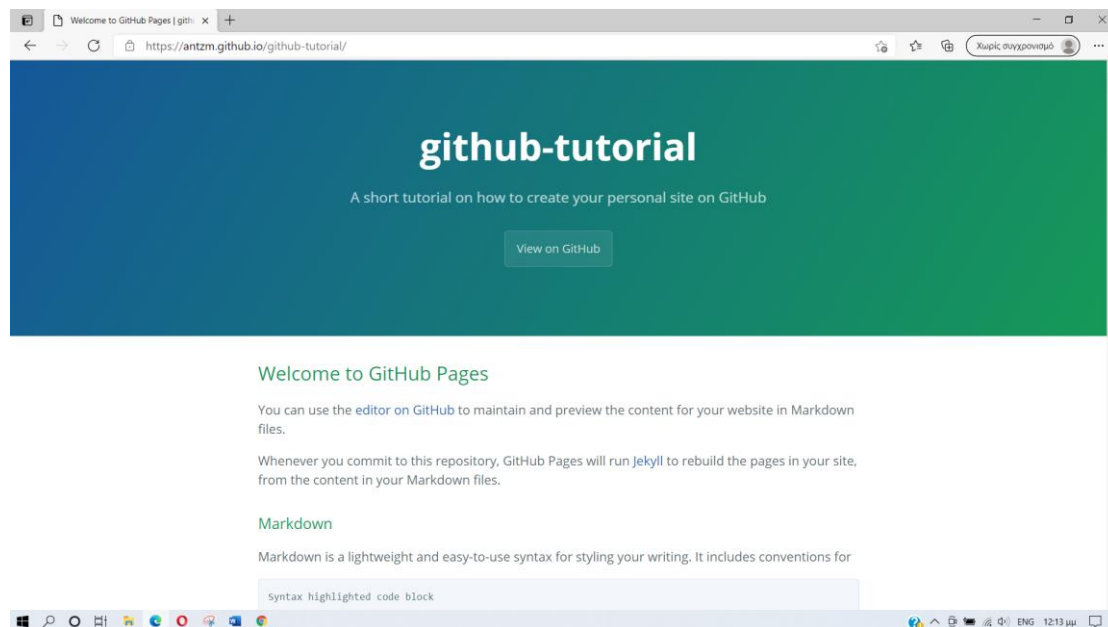 Welcome to GitHub Pages | gith
https://antzm.github.io/github-tutorial/
Χωρίς συγχρονισμό
github-tutorial
A short tutorial on how to create your personal site on GitHub
View on GitHub
Welcome to GitHub Pages
You can use the editor on GitHub to maintain and preview the content for your website in Markdown
files.
Whenever you commit to this repository, GitHub Pages will run Jekyll to rebuild the pages in your site,
from the content in your Markdown files.
Markdown
Markdown is a lightweight and easy-to-use syntax for styling your writing. It includes conventions for
Syntax highlighted code block
ENG 12:13 μμ